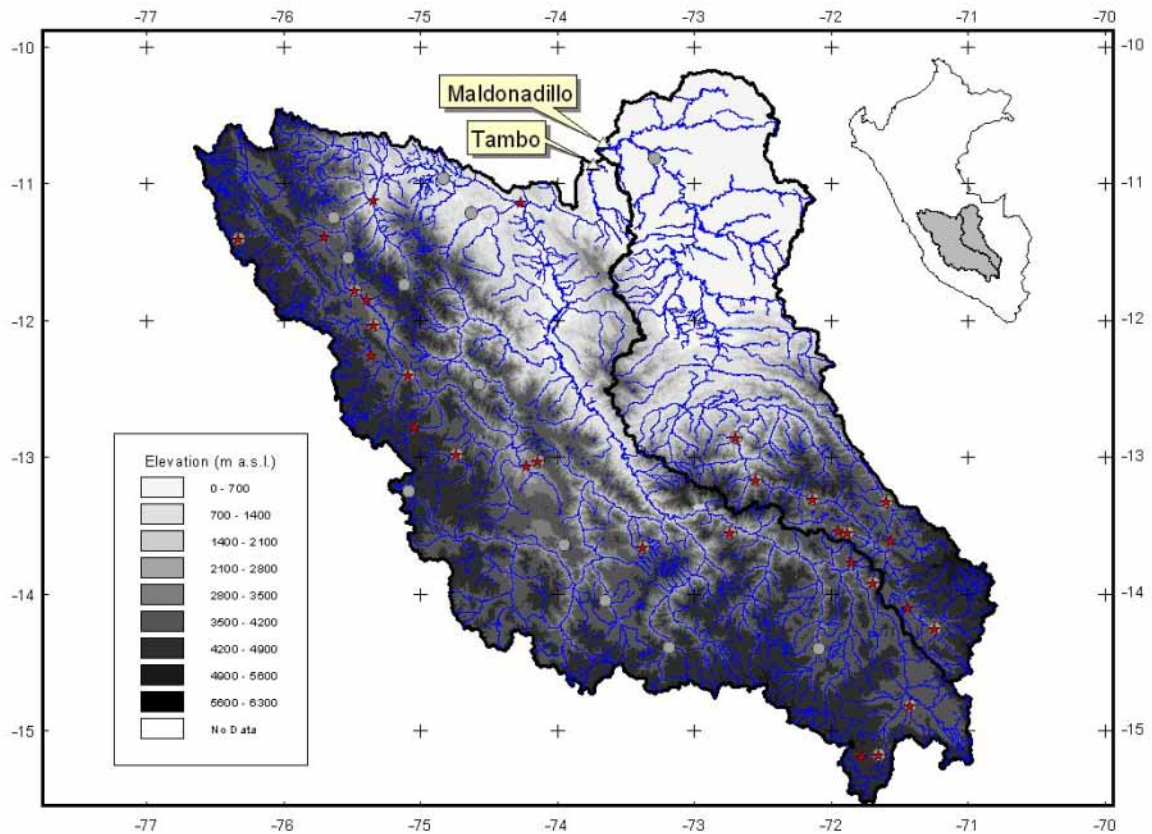 -77 -76 -75 -74 -73 -72 -71 -70
-10 -10
Maldonadillo
Tambo
-11 -11
-12 -12
-13 -13
Elevation (m a.s.l.)
0 - 700
700 - 1400
1400 - 2100
2100 - 2800
2800 - 3500
3500 - 4200
4200 - 4900
4900 - 5600
5600 - 6300
No Data
-14 -14
-15 -15
-77 -76 -75 -74 -73 -72 -71 -70